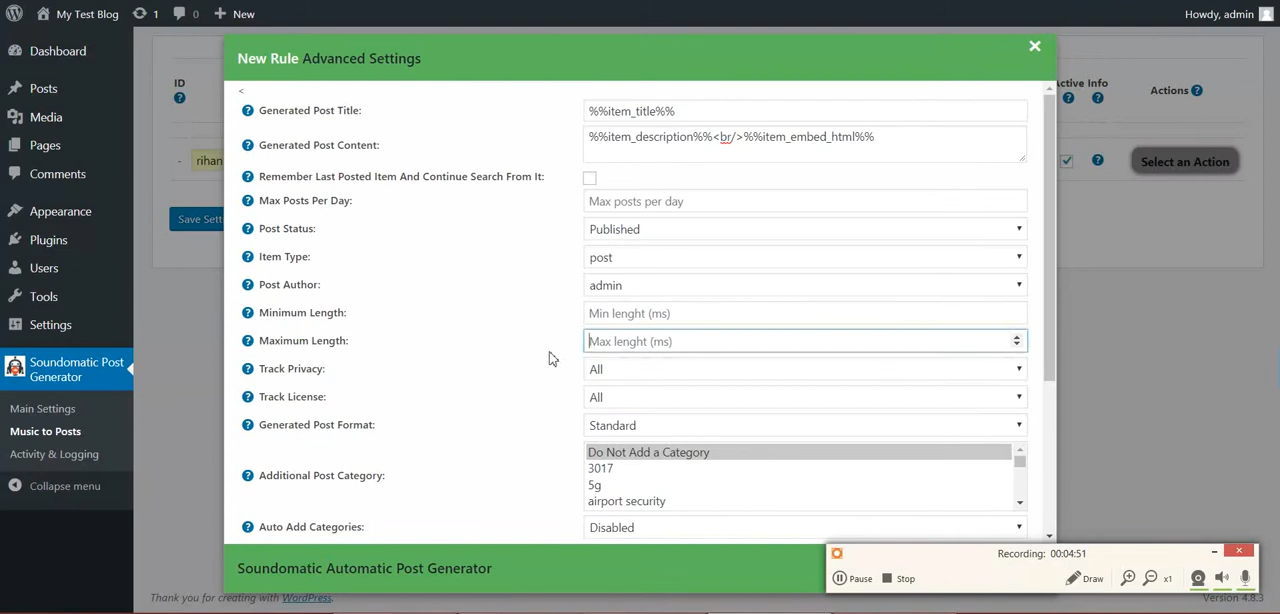 My Test Blog 1 0 New Howdy, admin
Dashboard
Posts
Media
Pages
Comments
Appearance
Plugins
Users
Tools
Settings
Soundomatic Post
Generator
Main Settings
Music to Posts
Activity & Logging
Collapse menu
ID
- rihan
Save Sett
New Rule Advanced Settings
<
Generated Post Title: %%item_title%%
Generated Post Content: %%item_description%%<br/>%%item_embed_html%%
Remember Last Posted Item And Continue Search From It:
Max Posts Per Day: Max posts per day
Post Status: Published
Item Type: post
Post Author: admin
Minimum Length: Min lenght (ms)
Maximum Length: Max lenght (ms)
Track Privacy: All
Track License: All
Generated Post Format: Standard
Additional Post Category: Do Not Add a Category
3017
5g
airport security
Auto Add Categories: Disabled
Soundomatic Automatic Post Generator
ctive Info Actions
Select an Action
Recording: 00:04:51
Pause Stop Draw x1
Thank you for creating with WordPress.
Version 4.8.3